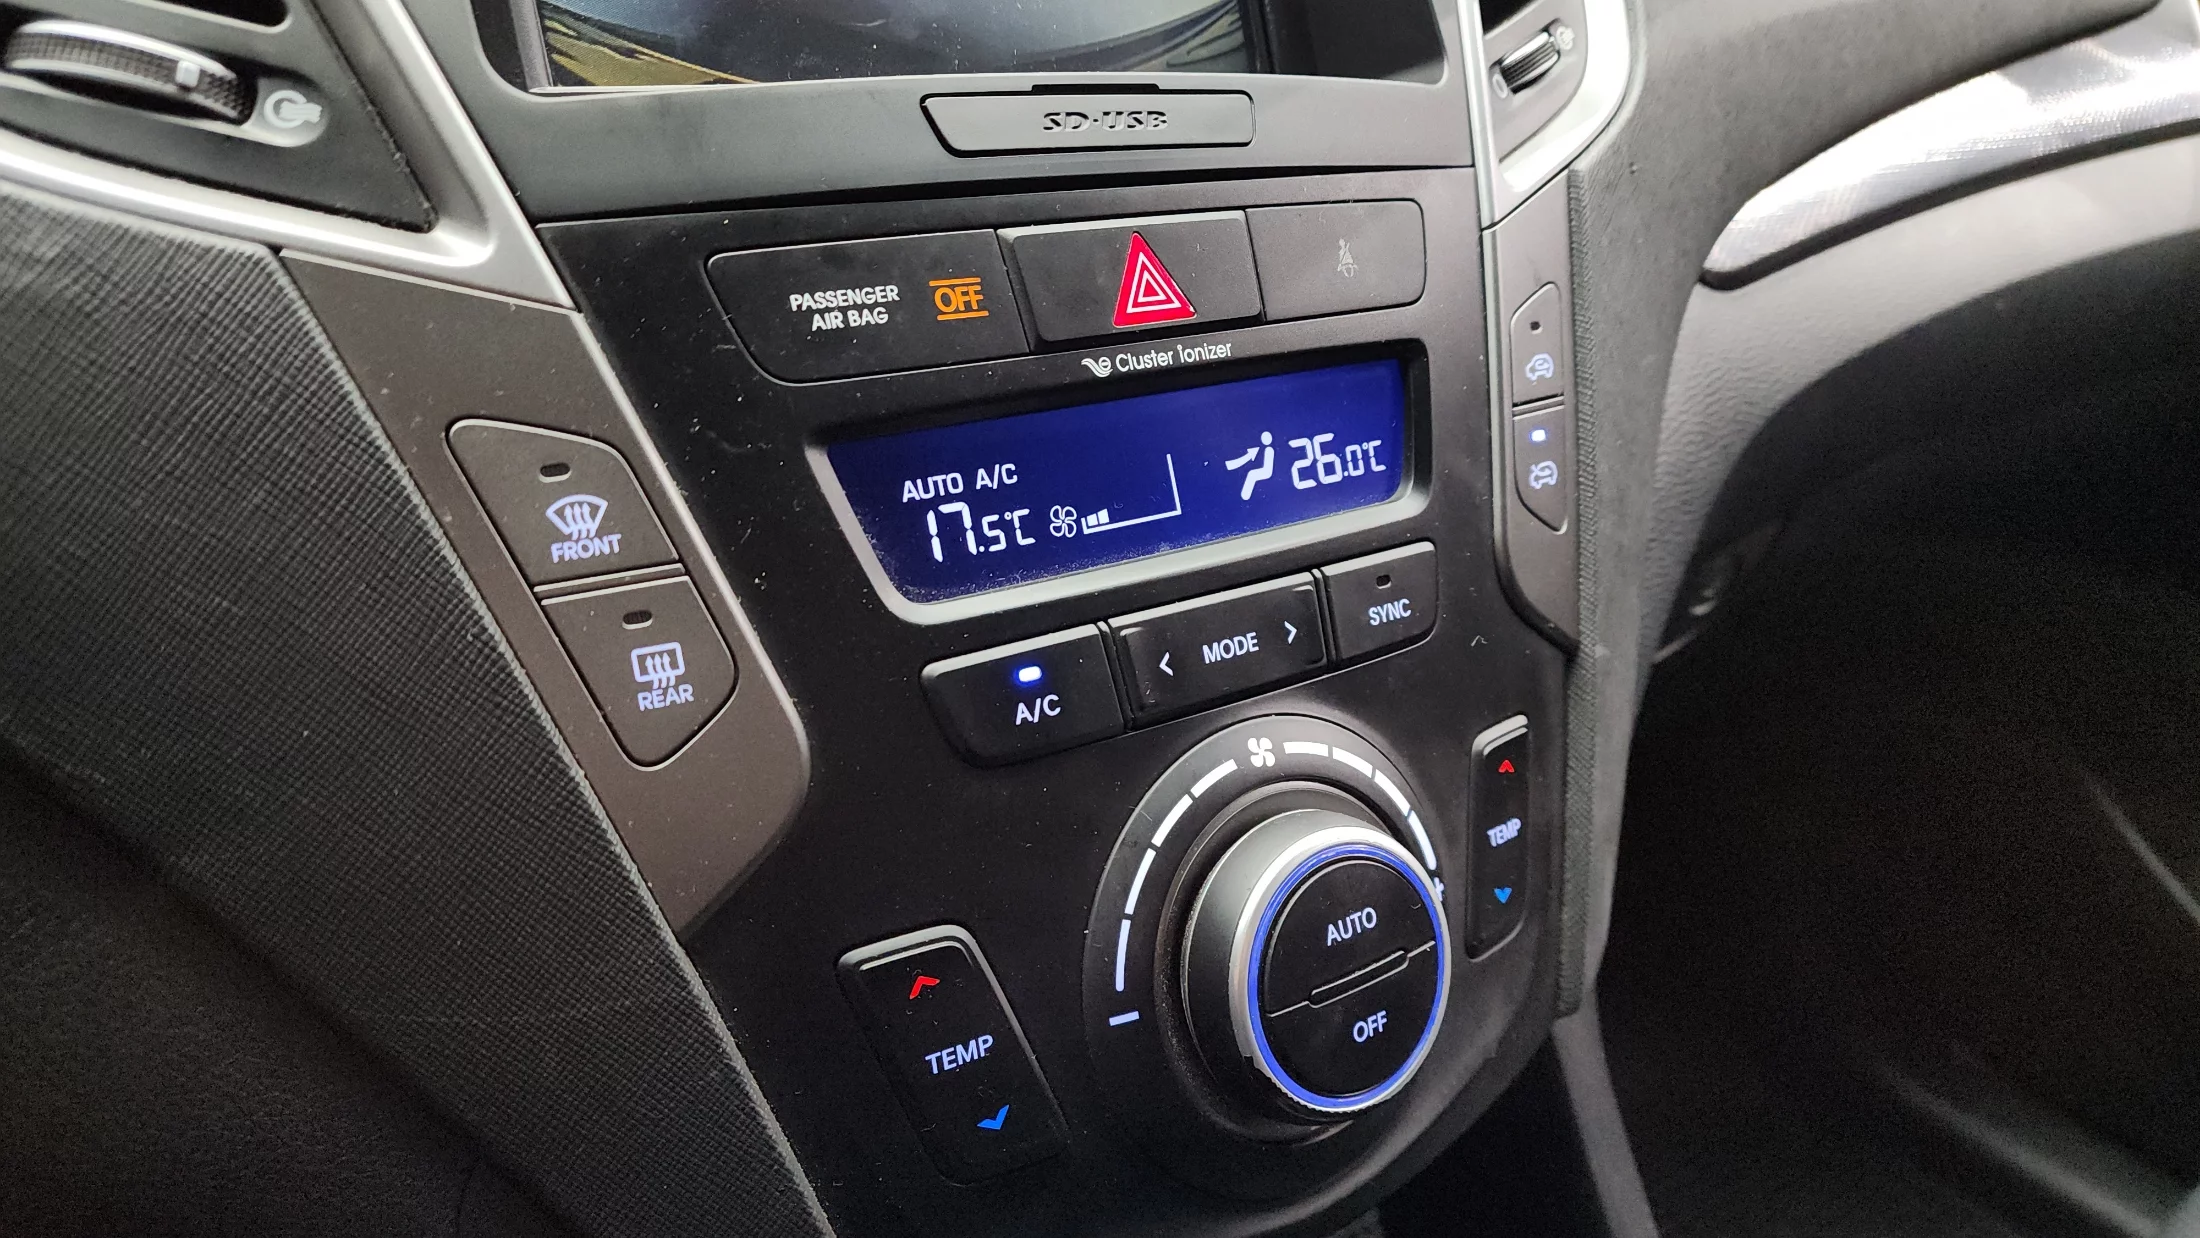 SD·USB
PASSENGER
AIR BAG
OFF
Cluster ionizer
AUTO A/C
17.5°C
26.0°C
FRONT
REAR
A/C
< MODE >
SYNC
TEMP
AUTO
OFF
TEMP